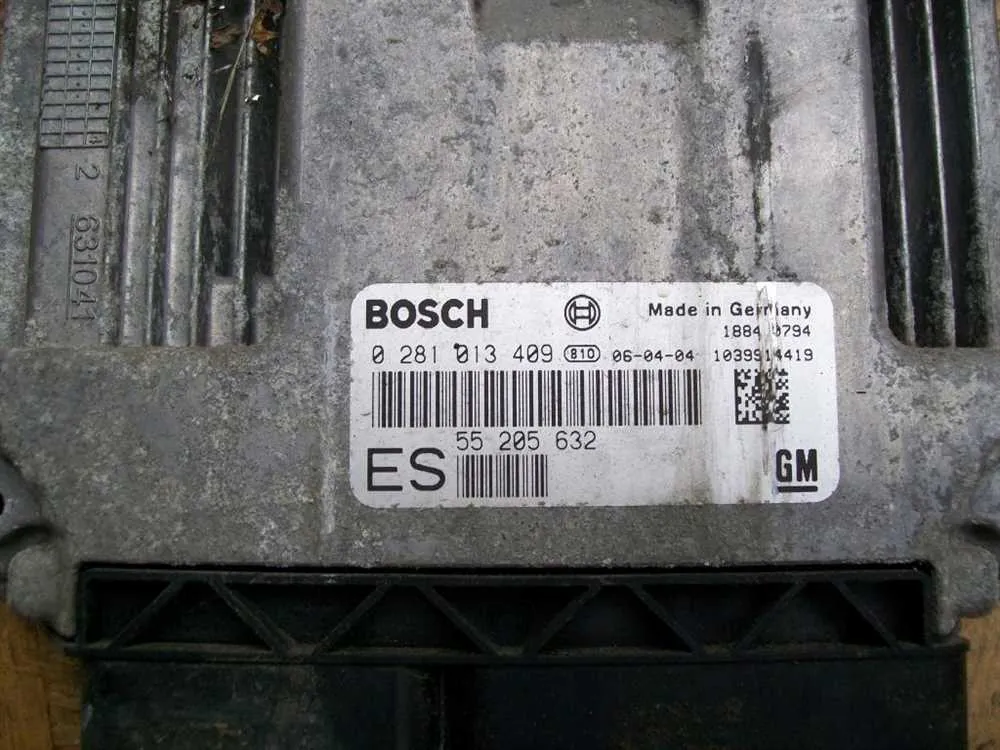 2 631041
BOSCH
Made in Germany
0 281 013 409 810 06-04-04
ES
55 205 632
GM